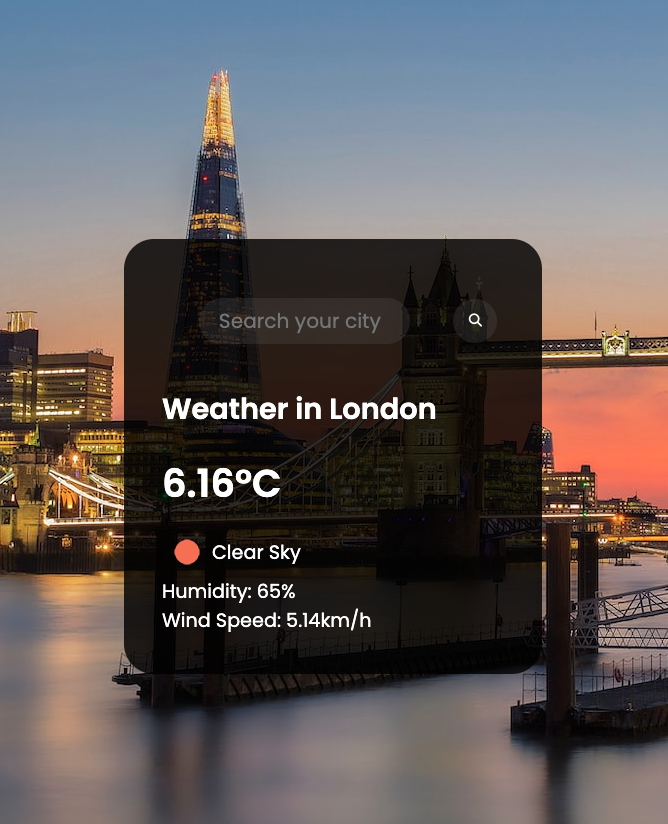 Search your city
Weather in London
6.16°C
Clear Sky
Humidity: 65%
Wind Speed: 5.14km/h